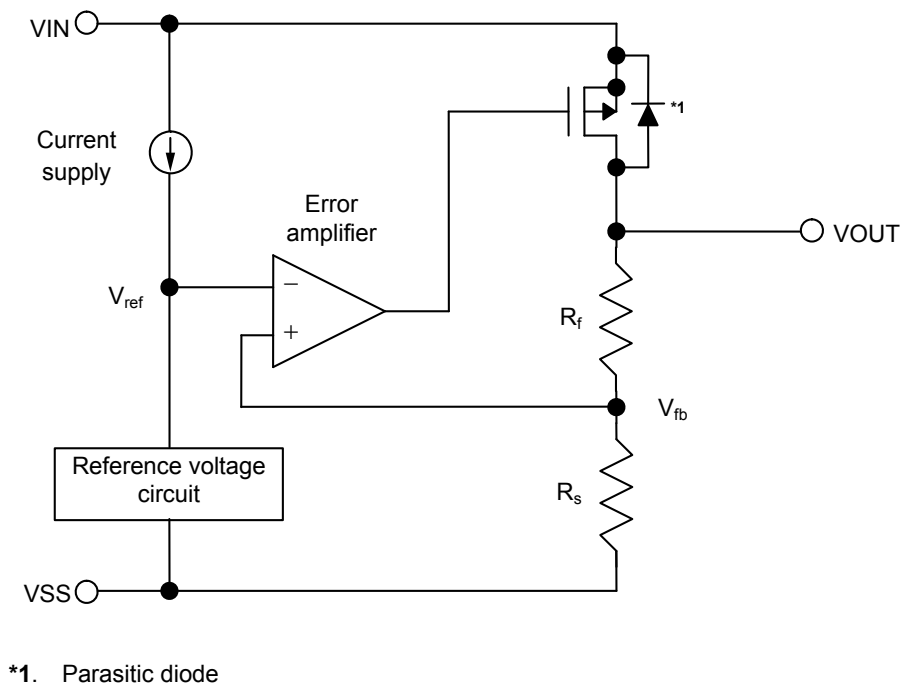 VIN
*1
Current
supply
Error
amplifier
VOUT
−
Vref
Rf
+
Vfb
Reference voltage
circuit
Rs
VSS
*1. Parasitic diode